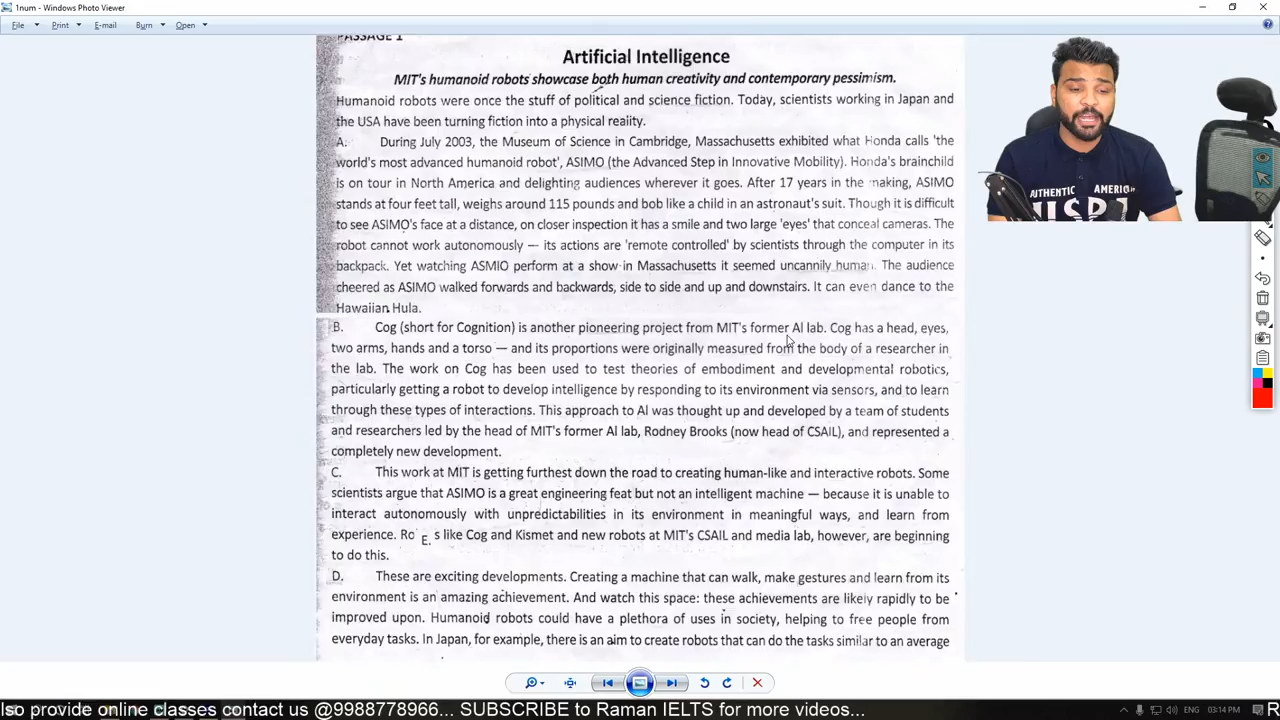 1num - Windows Photo Viewer
File Print E-mail Burn Open
PASSAGE 1
Artificial Intelligence
MIT's humanoid robots showcase both human creativity and contemporary pessimism.
Humanoid robots were once the stuff of political and science fiction. Today, scientists working in Japan and
the USA have been turning fiction into a physical reality.
A. During July 2003, the Museum of Science in Cambridge, Massachusetts exhibited what Honda calls 'the
world's most advanced humanoid robot', ASIMO (the Advanced Step in Innovative Mobility). Honda's brainchild
is on tour in North America and delighting audiences wherever it goes. After 17 years in the making, ASIMO
stands at four feet tall, weighs around 115 pounds and bob like a child in an astronaut's suit. Though it is difficult
to see ASIMO's face at a distance, on closer inspection it has a smile and two large 'eyes' that conceal cameras. The
robot cannot work autonomously — its actions are 'remote controlled' by scientists through the computer in its
backpack. Yet watching ASMIO perform at a show in Massachusetts it seemed uncannily human. The audience
cheered as ASIMO walked forwards and backwards, side to side and up and downstairs. It can even dance to the
Hawaiian Hula.
B. Cog (short for Cognition) is another pioneering project from MIT's former Al lab. Cog has a head, eyes,
two arms, hands and a torso — and its proportions were originally measured from the body of a researcher in
the lab. The work on Cog has been used to test theories of embodiment and developmental robotics,
particularly getting a robot to develop intelligence by responding to its environment via sensors, and to learn
through these types of interactions. This approach to Al was thought up and developed by a team of students
and researchers led by the head of MIT's former Al lab, Rodney Brooks (now head of CSAIL), and represented a
completely new development.
C. This work at MIT is getting furthest down the road to creating human-like and interactive robots. Some
scientists argue that ASIMO is a great engineering feat but not an intelligent machine — because it is unable to
interact autonomously with unpredictabilities in its environment in meaningful ways, and learn from
experience. Ro E. s like Cog and Kismet and new robots at MIT's CSAIL and media lab, however, are beginning
to do this.
D. These are exciting developments. Creating a machine that can walk, make gestures and learn from its
environment is an amazing achievement. And watch this space: these achievements are likely rapidly to be
improved upon. Humanoid robots could have a plethora of uses in society, helping to free people from
everyday tasks. In Japan, for example, there is an aim to create robots that can do the tasks similar to an average
AUTHENTIC AMERIC
lso provide online classes contact us @9988778966... SUBSCRIBE to Raman IELTS for more videos...
ENG 03:14 PM